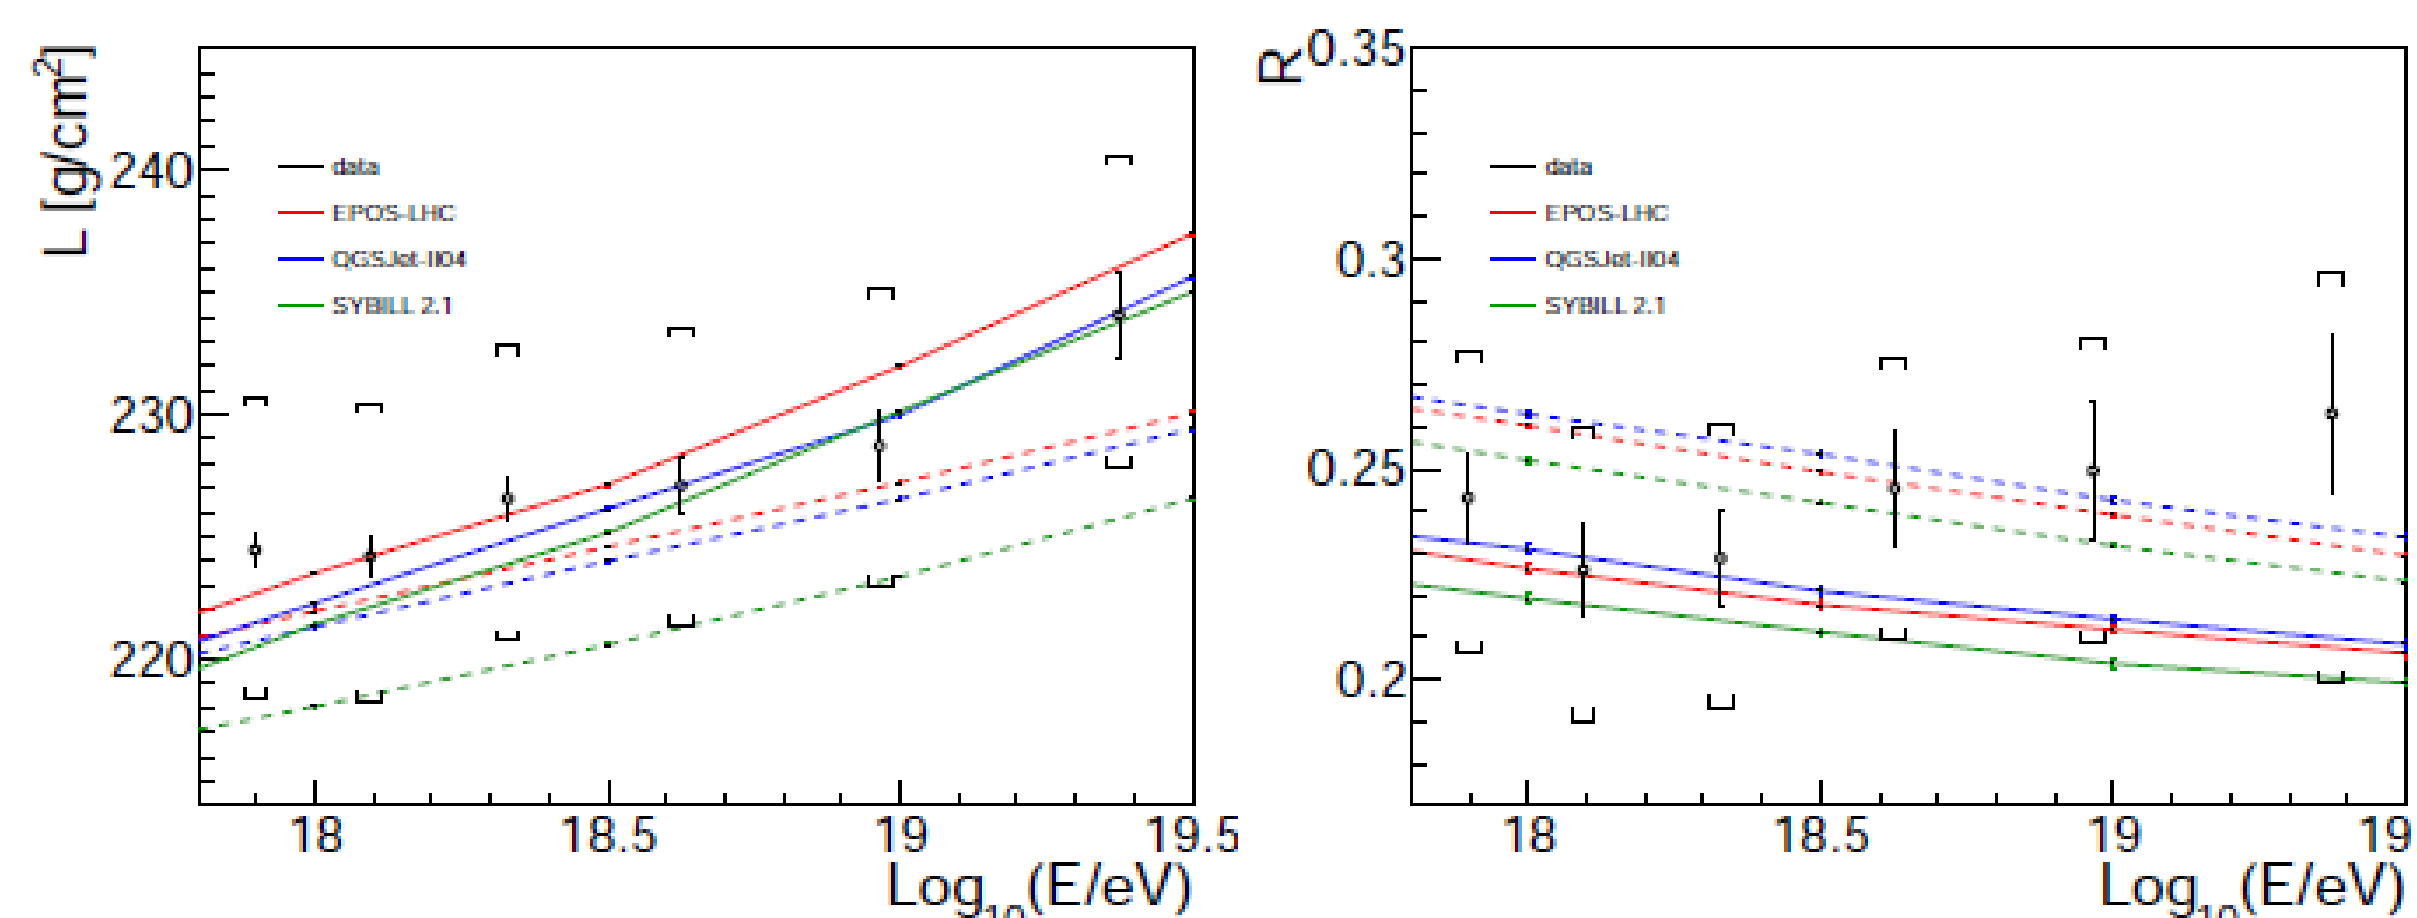 L [g/cm²]
240
230
220
data
EPOS-LHC
QGSJet-II04
SYBILL 2.1
18
18.5
19
19.5
Log₁₀(E/eV)
R
0.35
0.3
0.25
0.2
data
EPOS-LHC
QGSJet-II04
SYBILL 2.1
18
18.5
19
19
Log₁₀(E/eV)